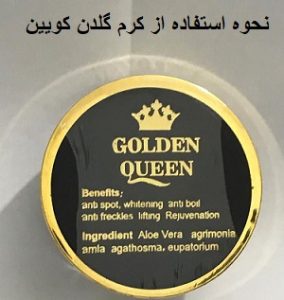 نحوه استفاده از کرم گلدن کویین
GOLDEN
QUEEN
Benefits;
anti spot, whitening anti boil
anti freckles lifting Rejuvenation
Ingredient Aloe Vera agrimonia
amla agathosma, eupatorium